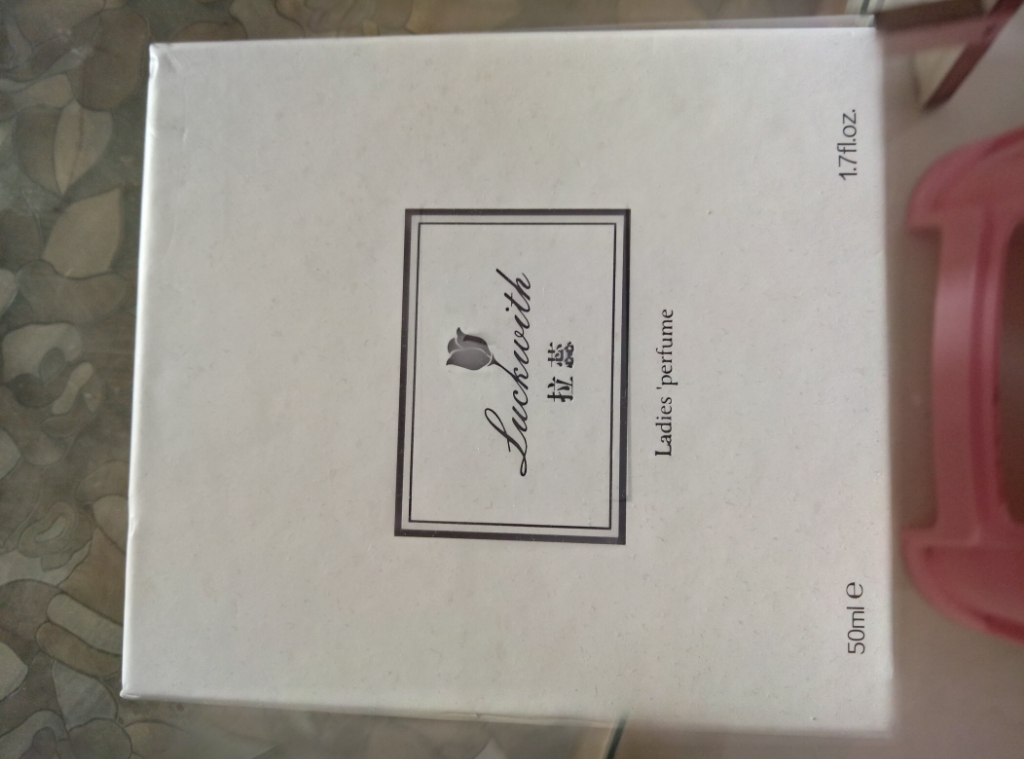 Luckwith
拉蕊
Ladies 'perfume
50ml ℮
1.7fl.oz.